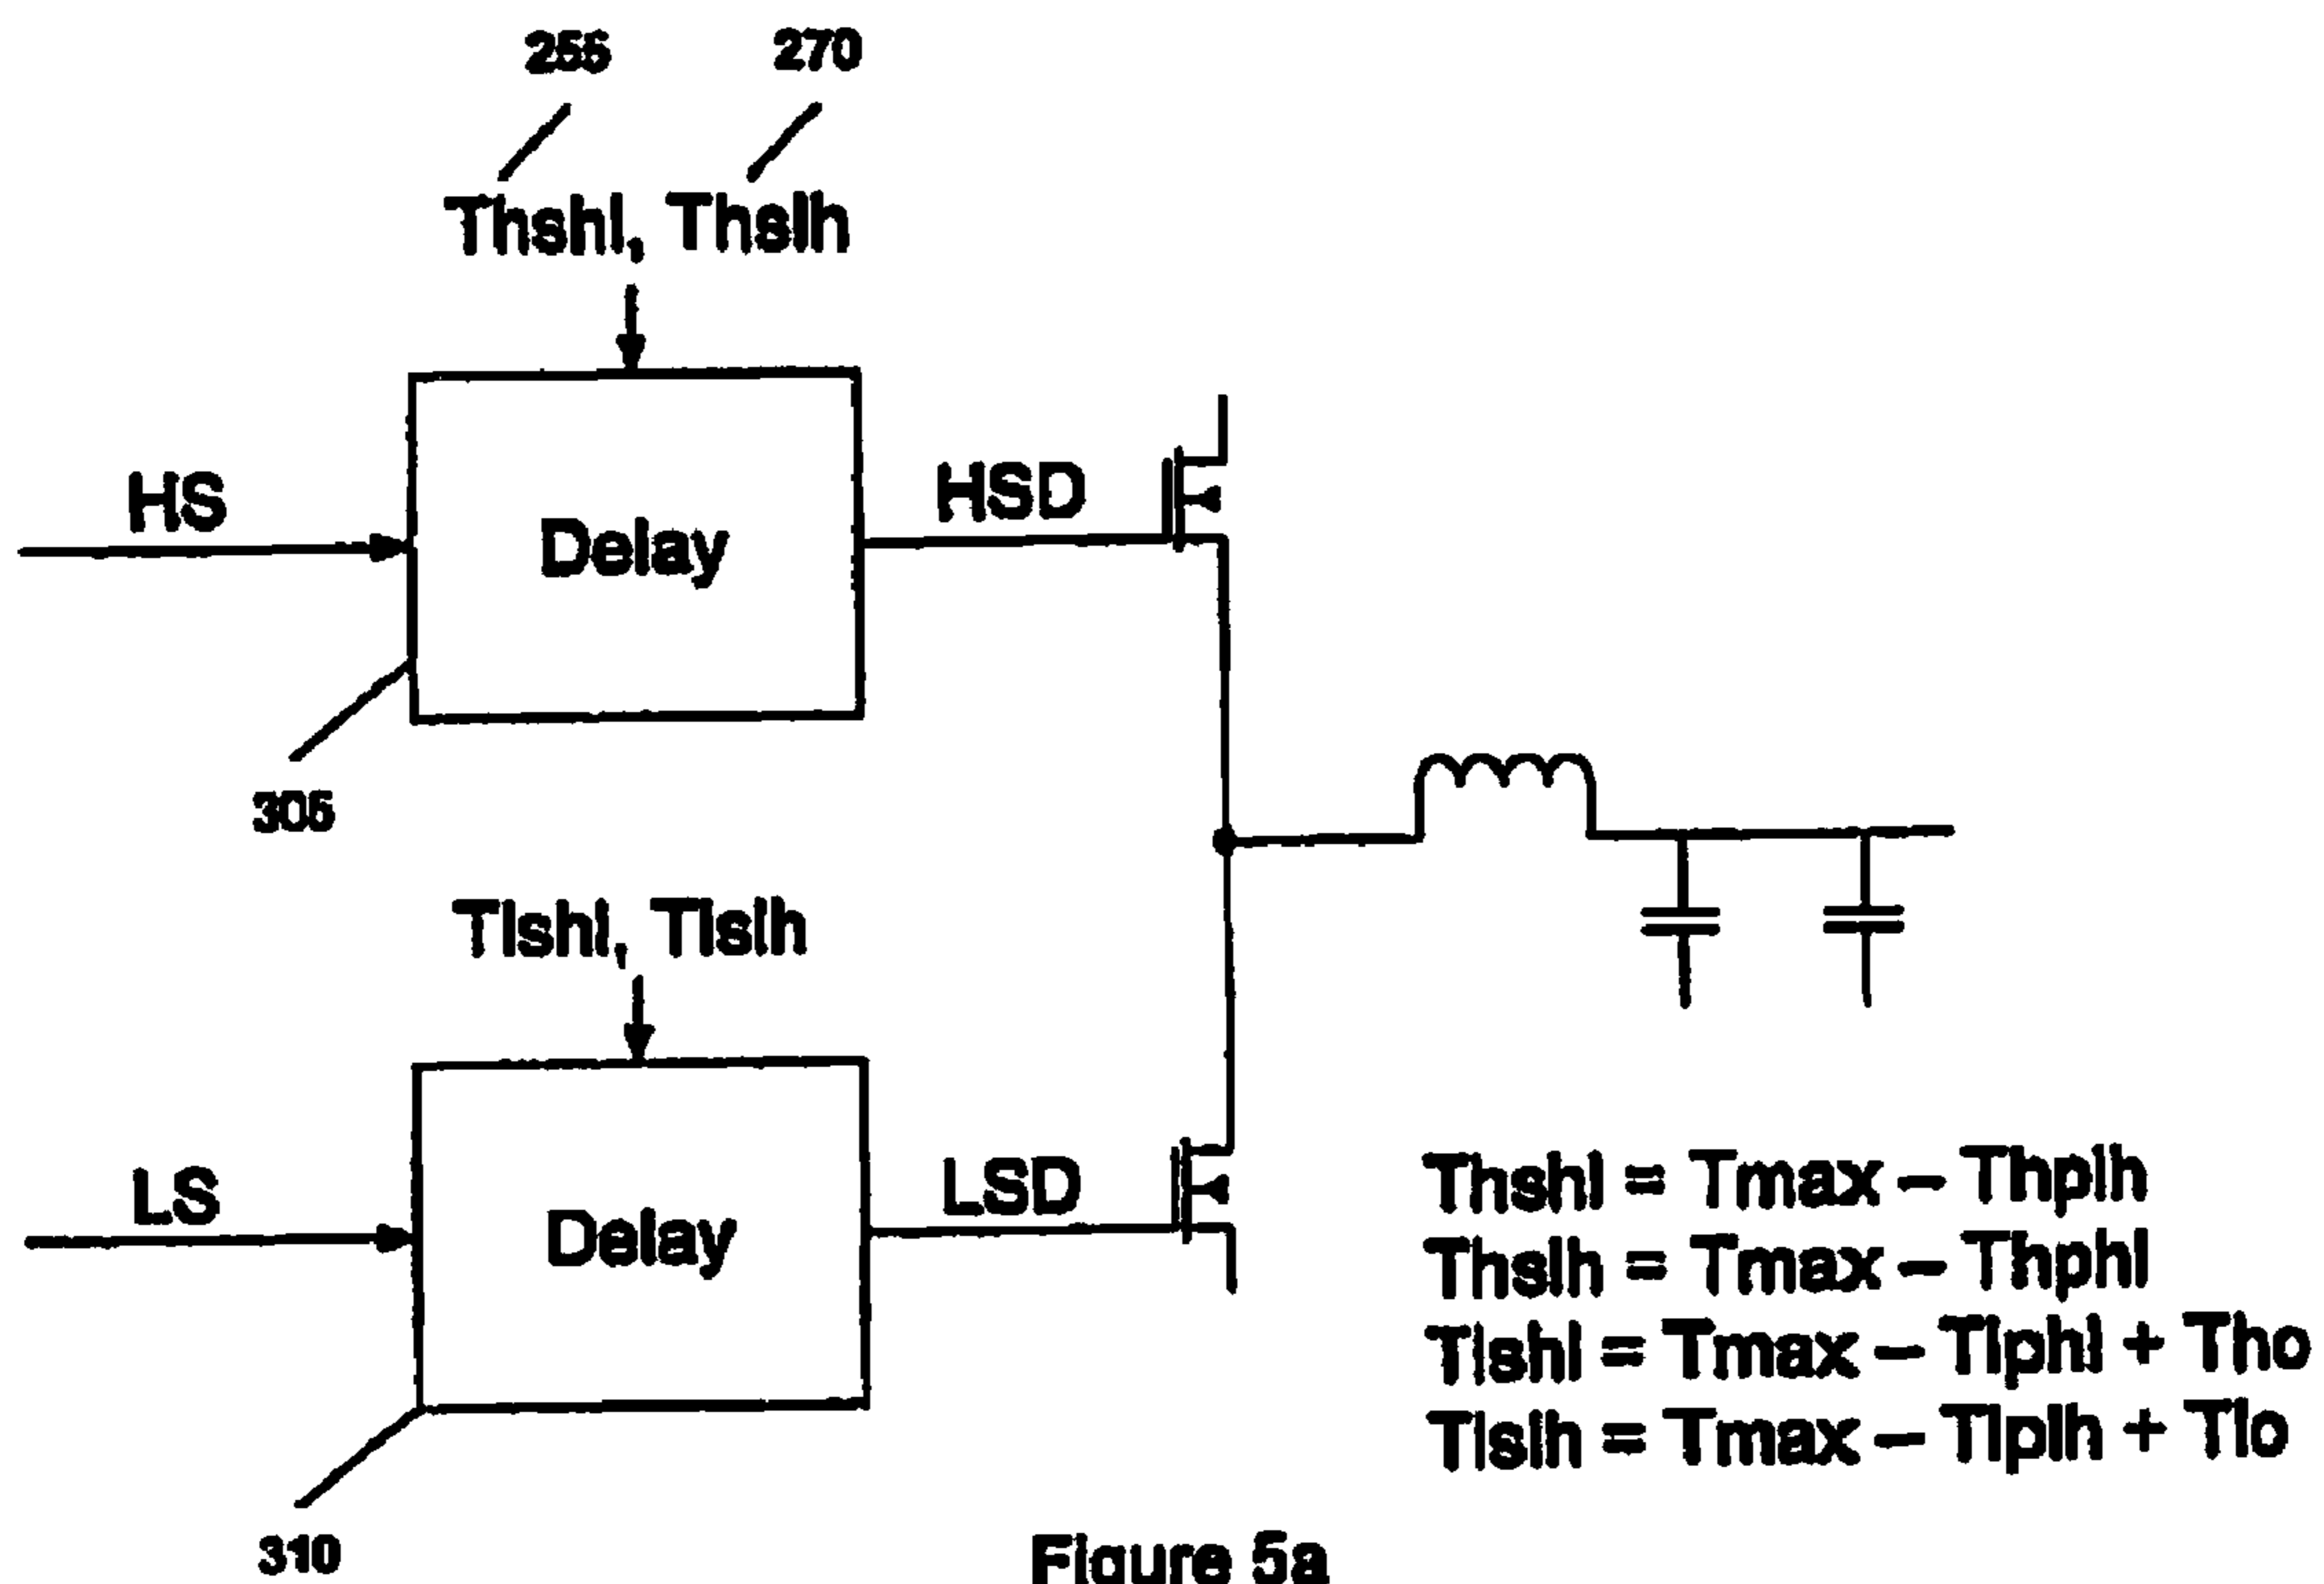 255 270
Thshl, Thslh
HS
Delay
HSD
305
Tlshl, Tlslh
LS
Delay
LSD
310
Thshl = Tmax – Thplh
Thslh = Tmax – Thphl
Tlshl = Tmax – Tlphl + Tho
Tlslh = Tmax – Tlplh + Tlo
Figure 5a